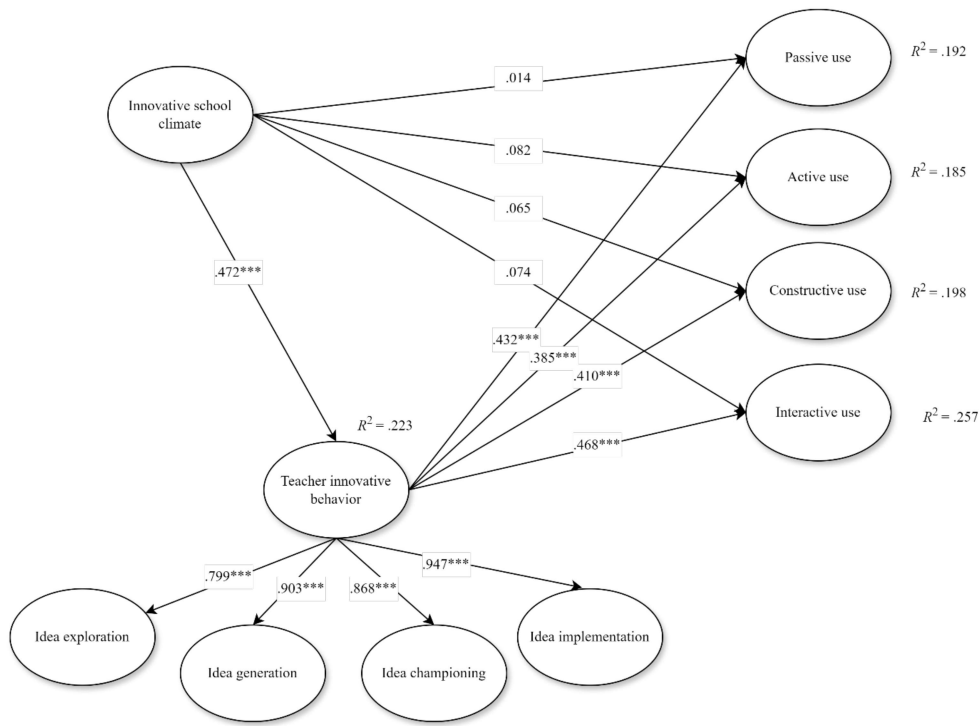 Passive use
R² = .192
Innovative school
climate
.014
.082
Active use
R² = .185
.065
.074
.472***
Constructive use
R² = .198
.432***
.385***
.410***
Interactive use
R² = .257
R² = .223
.468***
Teacher innovative
behavior
.799***
.903***
.868***
.947***
Idea exploration
Idea generation
Idea championing
Idea implementation